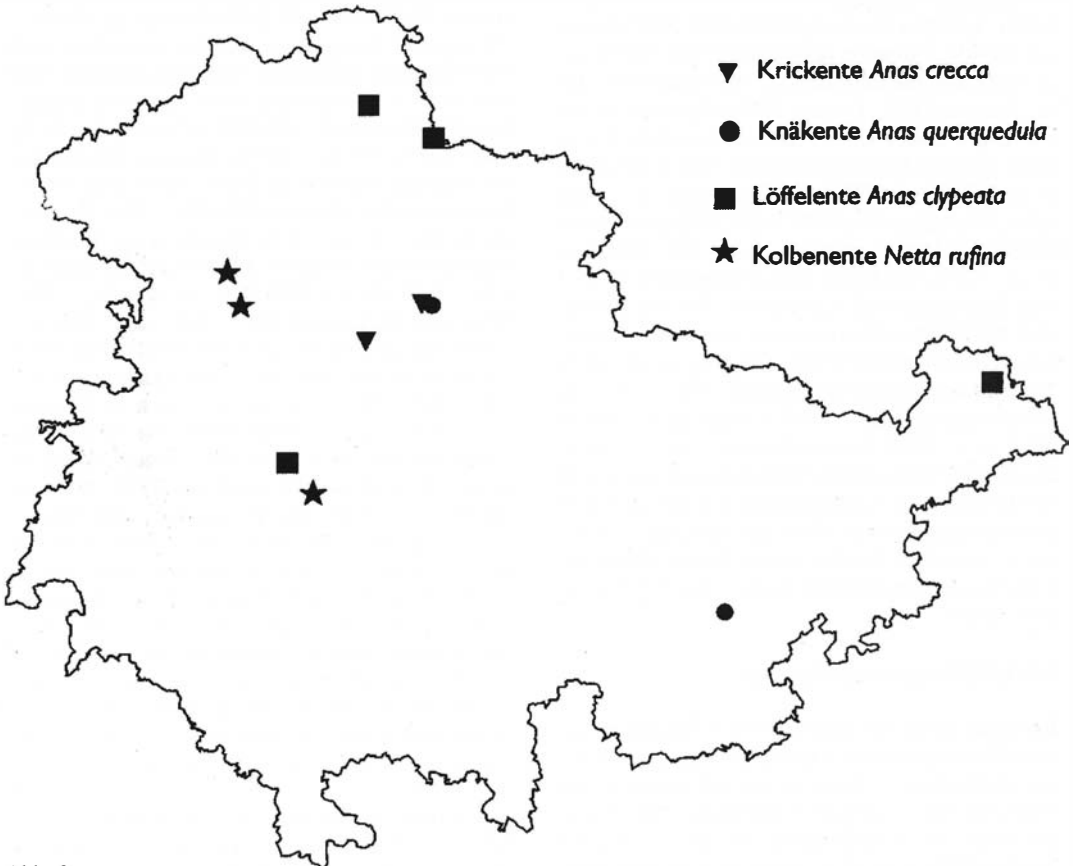 Krickente Anas crecca
Knäkente Anas querquedula
Löffelente Anas clypeata
Kolbenente Netta rufina